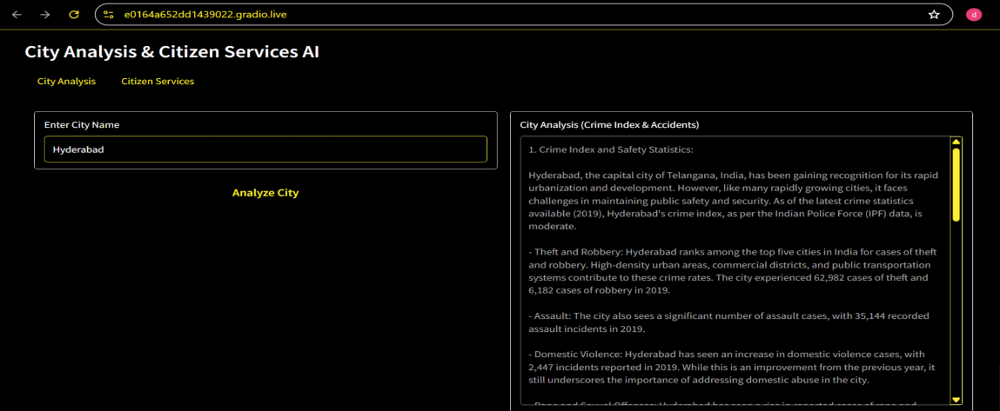 e0164a652dd1439022.gradio.live
d
City Analysis & Citizen Services AI
City Analysis
Citizen Services
Enter City Name
Hyderabad
Analyze City
City Analysis (Crime Index & Accidents)
1. Crime Index and Safety Statistics:
Hyderabad, the capital city of Telangana, India, has been gaining recognition for its rapid
urbanization and development. However, like many rapidly growing cities, it faces
challenges in maintaining public safety and security. As of the latest crime statistics
available (2019), Hyderabad's crime index, as per the Indian Police Force (IPF) data, is
moderate.
- Theft and Robbery: Hyderabad ranks among the top five cities in India for cases of theft
and robbery. High-density urban areas, commercial districts, and public transportation
systems contribute to these crime rates. The city experienced 62,982 cases of theft and
6,182 cases of robbery in 2019.
- Assault: The city also sees a significant number of assault cases, with 35,144 recorded
assault incidents in 2019.
- Domestic Violence: Hyderabad has seen an increase in domestic violence cases, with
2,447 incidents reported in 2019. While this is an improvement from the previous year, it
still underscores the importance of addressing domestic abuse in the city.